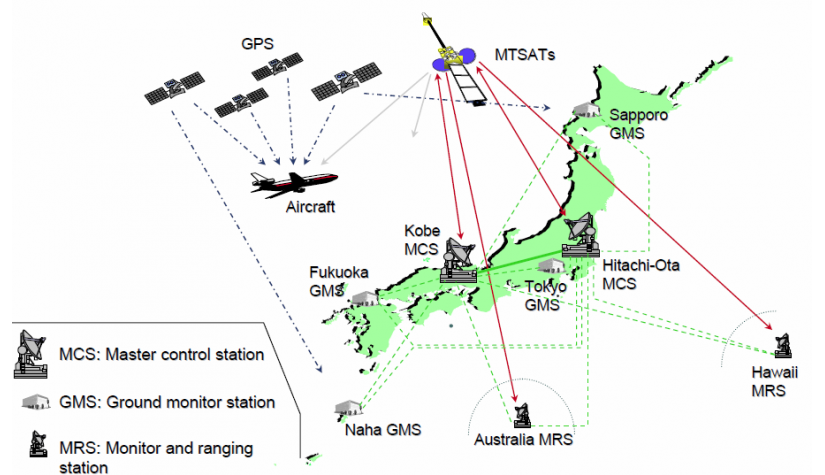 GPS
MTSATs
Sapporo
GMS
Aircraft
Kobe
MCS
Hitachi-Ota
MCS
Fukuoka
GMS
Tokyo
GMS
Hawaii
MRS
Naha GMS
Australia MRS
MCS: Master control station
GMS: Ground monitor station
MRS: Monitor and ranging
station